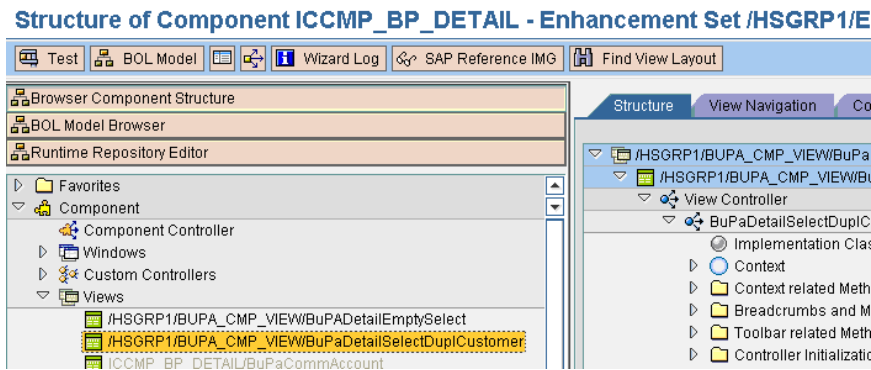 Structure of Component ICCMP_BP_DETAIL - Enhancement Set /HSGRP1/E
Test BOL Model Wizard Log SAP Reference IMG Find View Layout
Browser Component Structure
BOL Model Browser
Runtime Repository Editor
Favorites
Component
Component Controller
Windows
Custom Controllers
Views
/HSGRP1/BUPA_CMP_VIEW/BuPADetailEmptySelect
/HSGRP1/BUPA_CMP_VIEW/BuPaDetailSelectDuplCustomer
ICCMP_BP_DETAIL/BuPaCommAccount
Structure View Navigation Co
/HSGRP1/BUPA_CMP_VIEW/BuPa
/HSGRP1/BUPA_CMP_VIEW/Bu
View Controller
BuPaDetailSelectDuplC
Implementation Clas
Context
Context related Meth
Breadcrumbs and M
Toolbar related Meth
Controller Initializatio